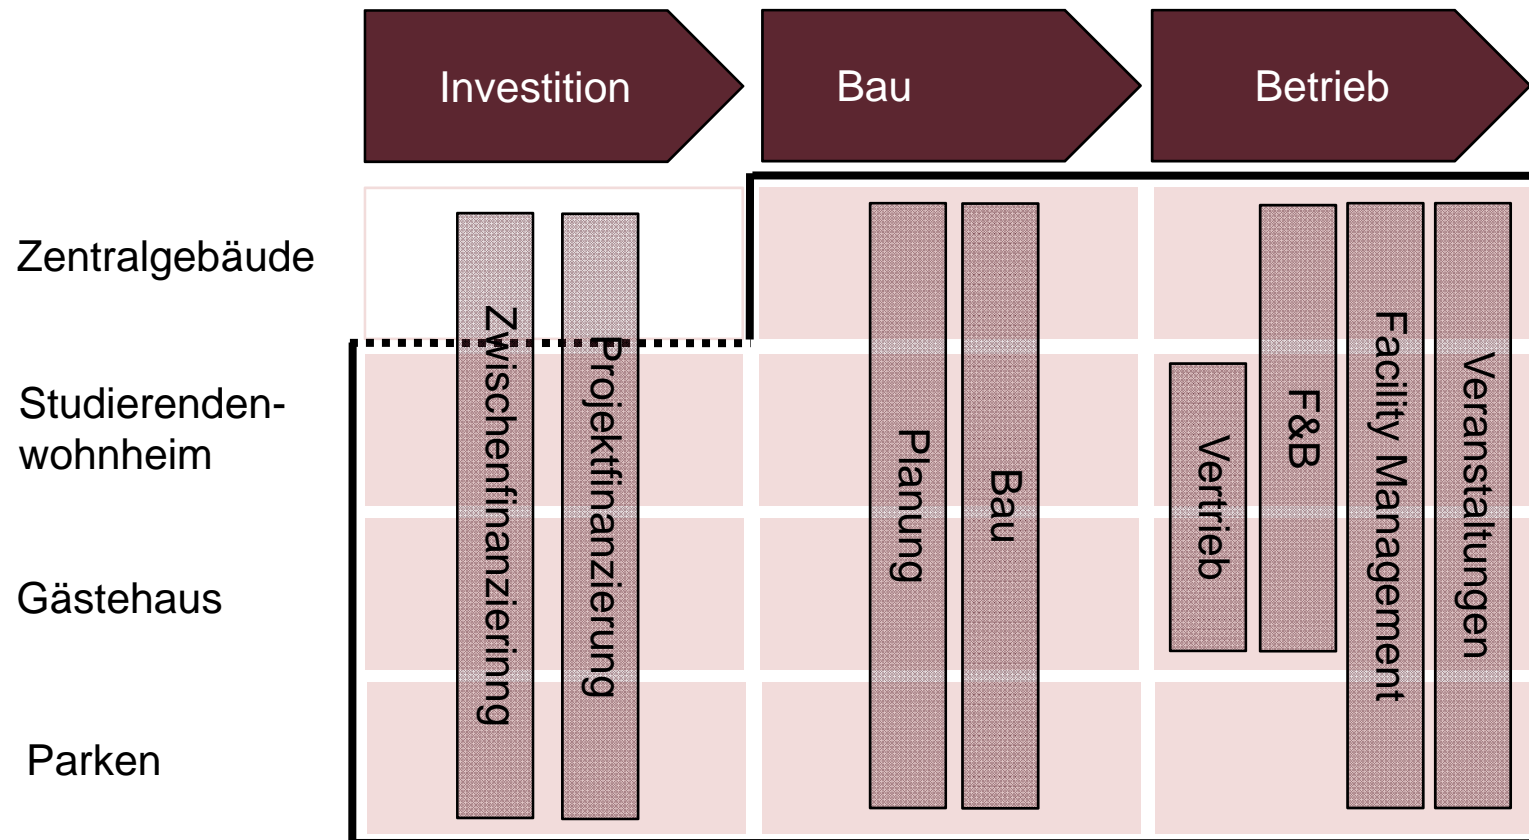 Investition
Bau
Betrieb
Zentralgebäude
Studierenden-
wohnheim
Gästehaus
Parken
Zwischenfinanzierinng
Projektfinanzierung
Planung
Bau
Vertrieb
F&B
Facility Management
Veranstaltungen